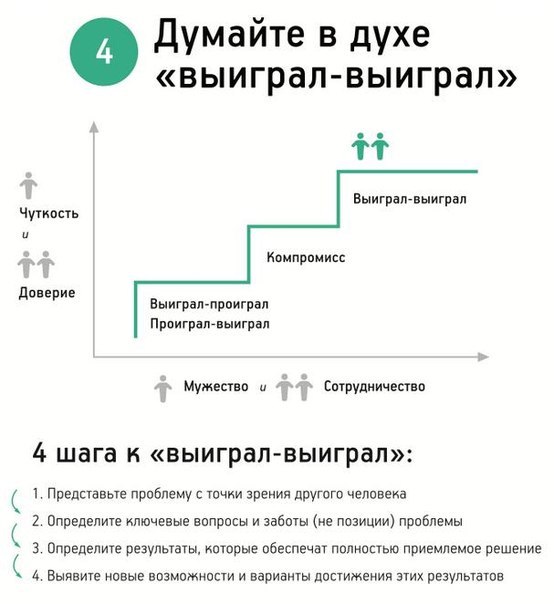 4
Думайте в духе
«выиграл-выиграл»
Чуткость
и
Доверие
Выиграл-выиграл
Компромисс
Выиграл-проиграл
Проиграл-выиграл
Мужество и Сотрудничество
4 шага к «выиграл-выиграл»:
1. Представьте проблему с точки зрения другого человека
2. Определите ключевые вопросы и заботы (не позиции) проблемы
3. Определите результаты, которые обеспечат полностью приемлемое решение
4. Выявите новые возможности и варианты достижения этих результатов